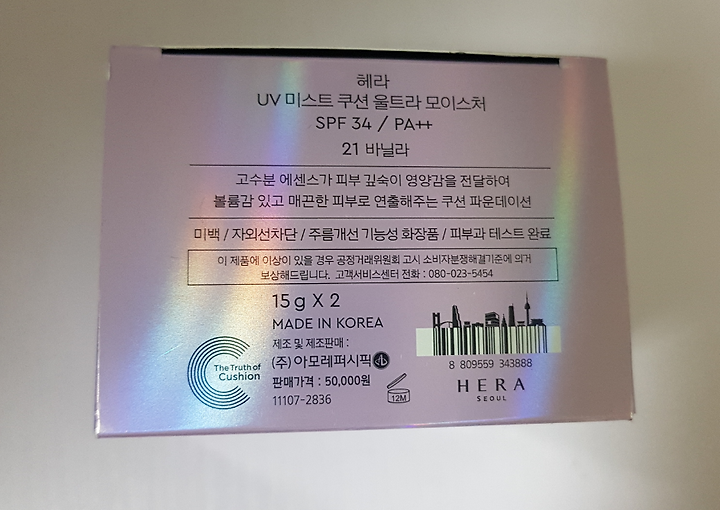 헤라
UV 미스트 쿠션 울트라 모이스처
SPF 34 / PA++
21 바닐라
고수분 에센스가 피부 깊숙이 영양감을 전달하여
볼륨감 있고 매끈한 피부로 연출해주는 쿠션 파운데이션
미백 / 자외선차단 / 주름개선 기능성 화장품 / 피부과 테스트 완료
이 제품에 이상이 있을 경우 공정거래위원회 고시 소비자분쟁해결기준에 의거
보상해드립니다. 고객서비스센터 전화 : 080-023-5454
The Truth of
Cushion
15 g X 2
MADE IN KOREA
제조 및 제조판매 :
(주)아모레퍼시픽
판매가격 : 50,000원
11107-2836
12M
8 809559 343888
HERA
SEOUL